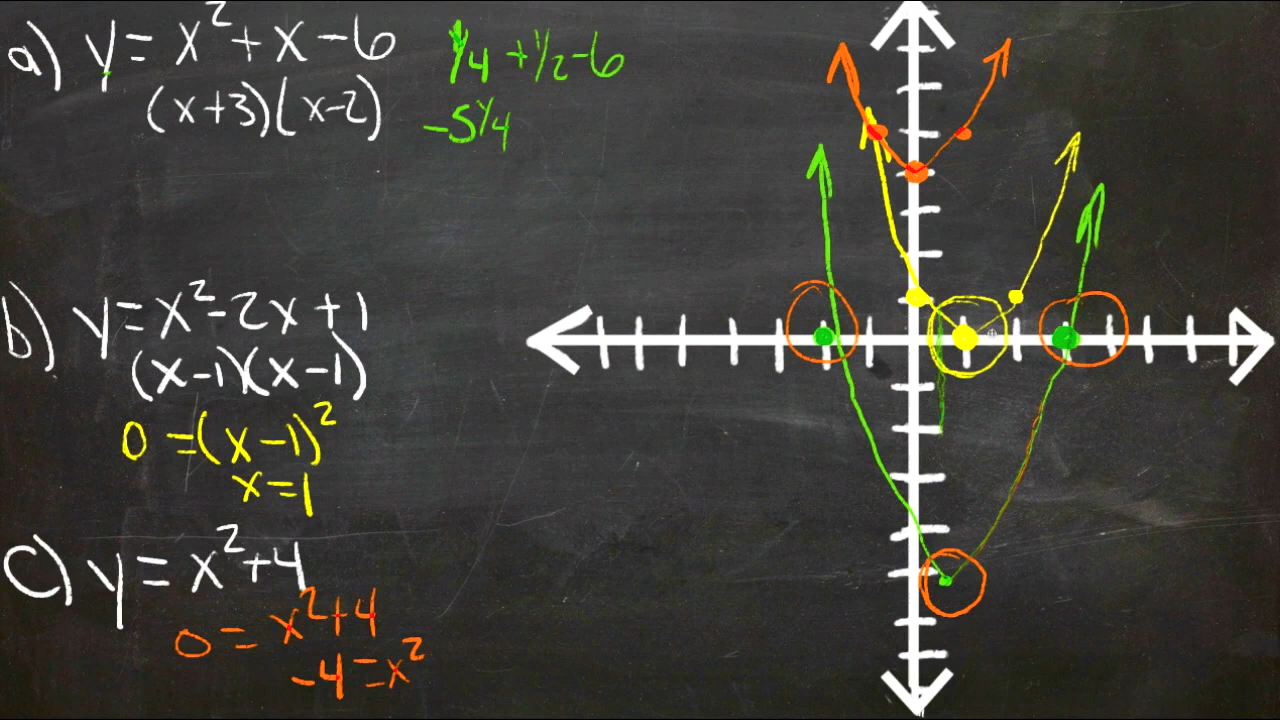 a) y = x² + x - 6
(x+3)(x-2)
1/4 + 1/2 - 6
-5 1/4
b) y = x² - 2x + 1
(x-1)(x-1)
0 = (x-1)²
x = 1
c) y = x² + 4
0 = x² + 4
-4 = x²